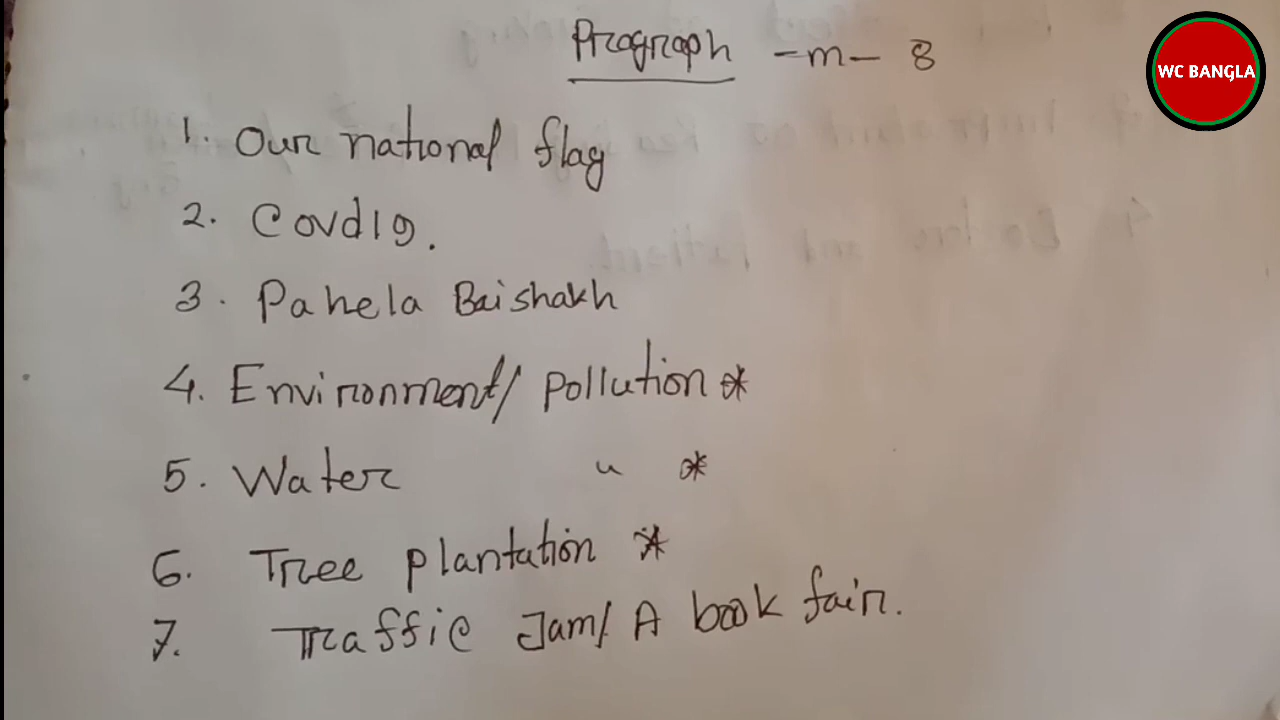 Pragraph -m- 8
WC BANGLA
1. Our national flag
2. Covd19.
3. Pahela Baishakh
4. Environment/ pollution *
5. Water " *
6. Tree plantation *
7. Traffic Jam/ A book fair.